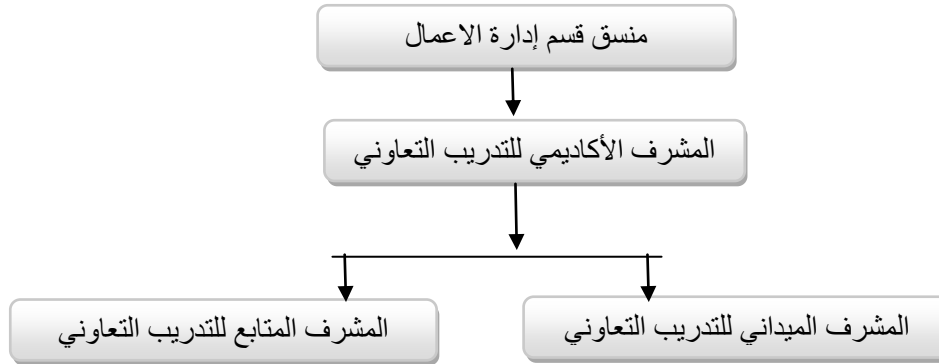 منسق قسم إدارة الاعمال
المشرف الأكاديمي للتدريب التعاوني
المشرف الميداني للتدريب التعاوني
المشرف المتابع للتدريب التعاوني